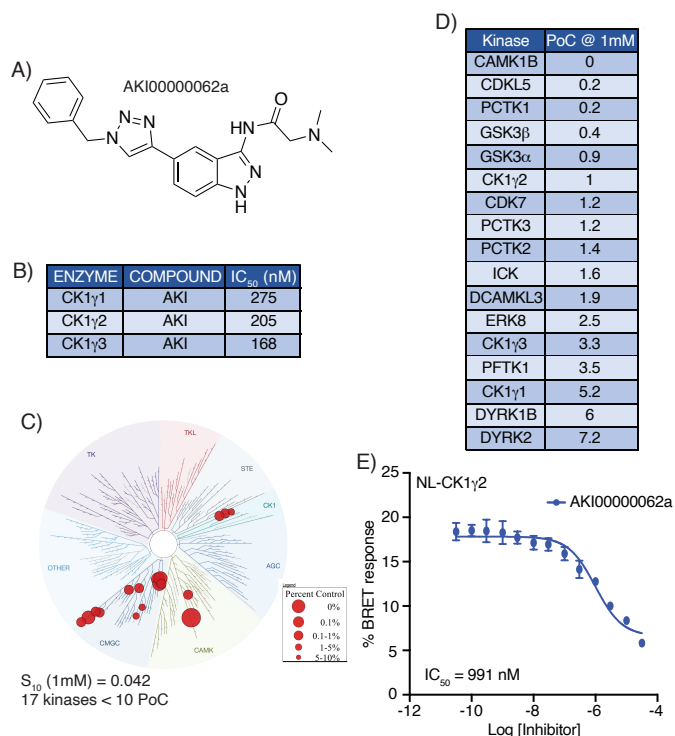 A)
AKI00000062a
N
N
N
HN
O
N
N
N
H
B)
ENZYME COMPOUND IC50 (nM)
CK1γ1 AKI 275
CK1γ2 AKI 205
CK1γ3 AKI 168
C)
TK
TKL
STE
CK1
AGC
CAMK
CMGC
OTHER
Legend
Percent Control
0%
0.1%
0.1-1%
1-5%
5-10%
S10 (1mM) = 0.042
17 kinases < 10 PoC
D)
Kinase PoC @ 1mM
CAMK1B 0
CDKL5 0.2
PCTK1 0.2
GSK3β 0.4
GSK3α 0.9
CK1γ2 1
CDK7 1.2
PCTK3 1.2
PCTK2 1.4
ICK 1.6
DCAMKL3 1.9
ERK8 2.5
CK1γ3 3.3
PFTK1 3.5
CK1γ1 5.2
DYRK1B 6
DYRK2 7.2
E)
NL-CK1γ2
AKI00000062a
% BRET response
25
20
15
10
5
0
IC50 = 991 nM
-12 -10 -8 -6 -4
Log [Inhibitor]